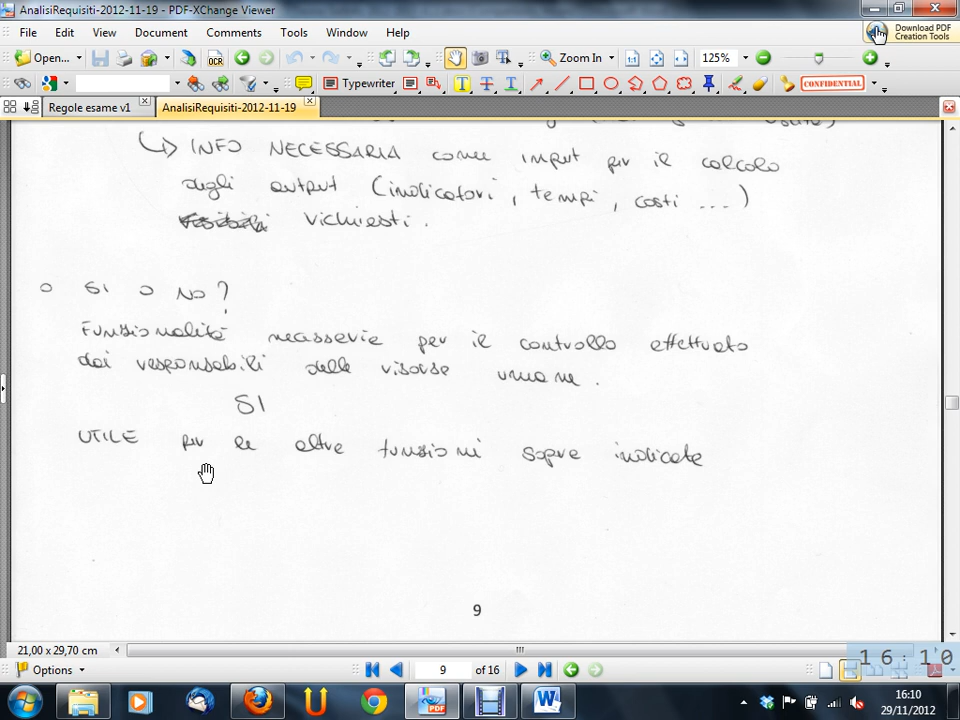 AnalisiRequisiti-2012-11-19 - PDF-XChange Viewer
File Edit View Document Comments Tools Window Help
Download PDF
Creation Tools
Open... OCR Zoom In 125%
Typewriter CONFIDENTIAL
Regole esame v1 AnalisiRequisiti-2012-11-19
INFO NECESSARIA come input per il calcolo
degli output (indicatori, tempi, costi ...)
richiesti.
o SI o NO?
Funzionalità necessaria per il controllo effettuato
dai responsabili delle risorse umane.
SI
UTILE per le altre funzioni sopra indicate
9
21,00 x 29,70 cm
16:10
Options 9 of 16
16:10
29/11/2012